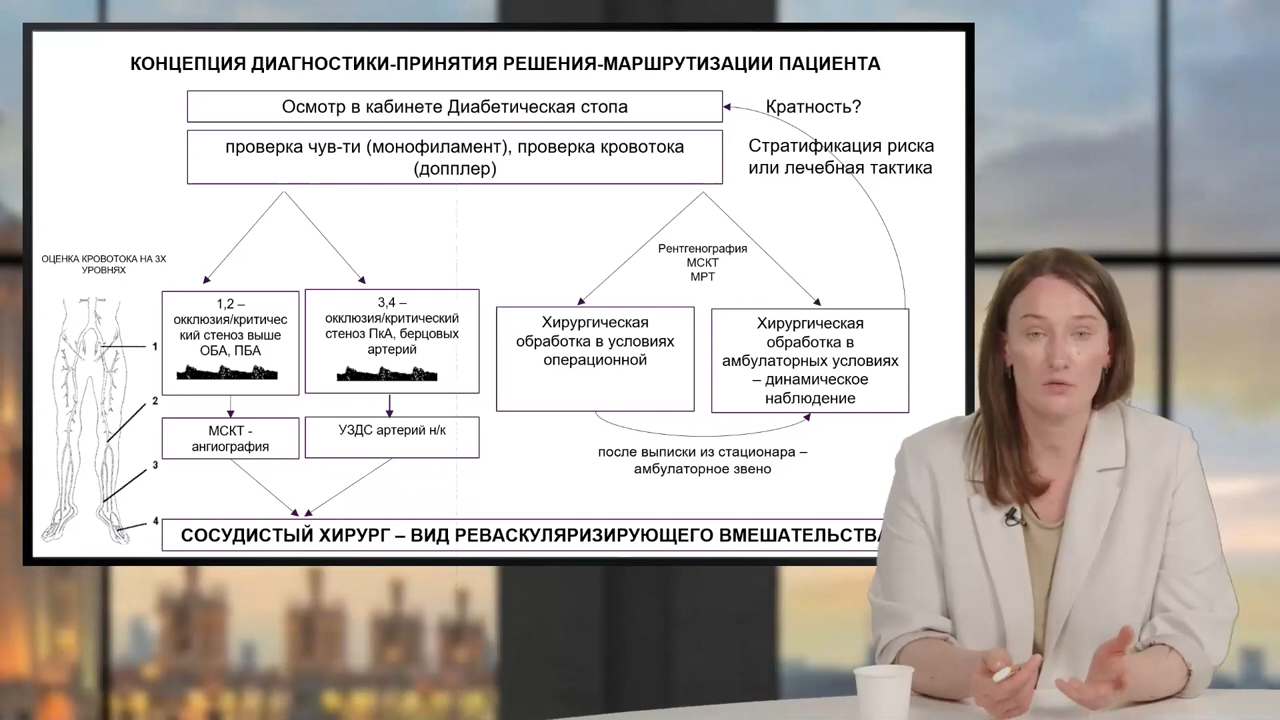 КОНЦЕПЦИЯ ДИАГНОСТИКИ-ПРИНЯТИЯ РЕШЕНИЯ-МАРШРУТИЗАЦИИ ПАЦИЕНТА
Осмотр в кабинете Диабетическая стопа
Кратность?
проверка чув-ти (монофиламент), проверка кровотока
(допплер)
Стратификация риска
или лечебная тактика
ОЦЕНКА КРОВОТОКА НА 3Х
УРОВНЯХ
1
2
3
4
1,2 –
окклюзия/критичес
кий стеноз выше
ОБА, ПБА
3,4 –
окклюзия/критический
стеноз ПкА, берцовых
артерий
Рентгенография
МСКТ
МРТ
Хирургическая
обработка в условиях
операционной
Хирургическая
обработка в
амбулаторных условиях
– динамическое
наблюдение
МСКТ -
ангиография
УЗДС артерий н/к
после выписки из стационара –
амбулаторное звено
СОСУДИСТЫЙ ХИРУРГ – ВИД РЕВАСКУЛЯРИЗИРУЮЩЕГО ВМЕШАТЕЛЬСТВА